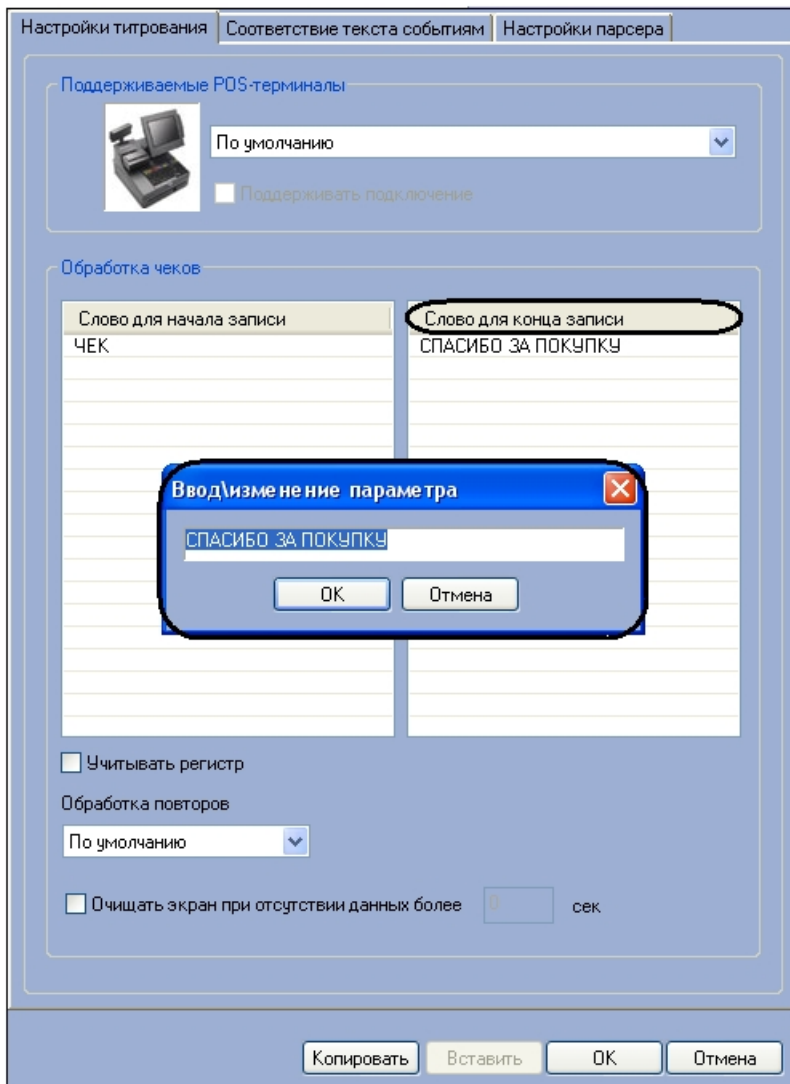 Настройки титрования Соответствие текста событиям Настройки парсера
Поддерживаемые POS-терминалы
По умолчанию
Поддерживать подключение
Обработка чеков
Слово для начала записи Слово для конца записи
ЧЕК СПАСИБО ЗА ПОКУПКУ
Ввод\изменение параметра
СПАСИБО ЗА ПОКУПКУ
OK Отмена
Учитывать регистр
Обработка повторов
По умолчанию
Очищать экран при отсутствии данных более 0 сек
Копировать Вставить OK Отмена